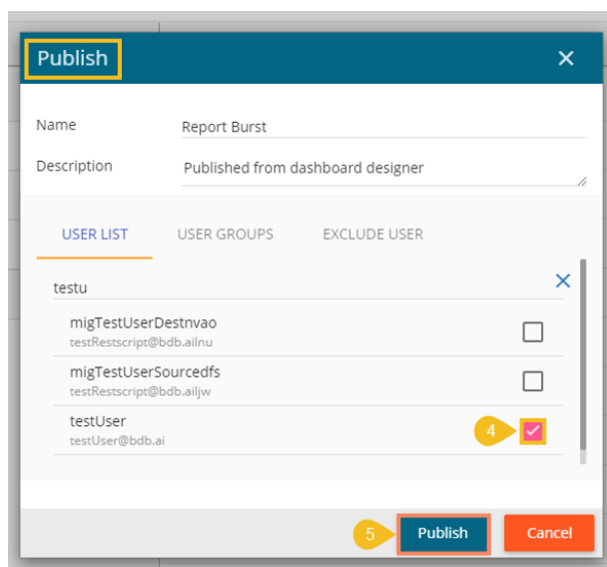 Publish
Name Report Burst
Description Published from dashboard designer
USER LIST USER GROUPS EXCLUDE USER
testu
migTestUserDestnvao
testRestscript@bdb.ailnu
migTestUserSourcedfs
testRestscript@bdb.ailjw
testUser
testUser@bdb.ai
4
5 Publish Cancel